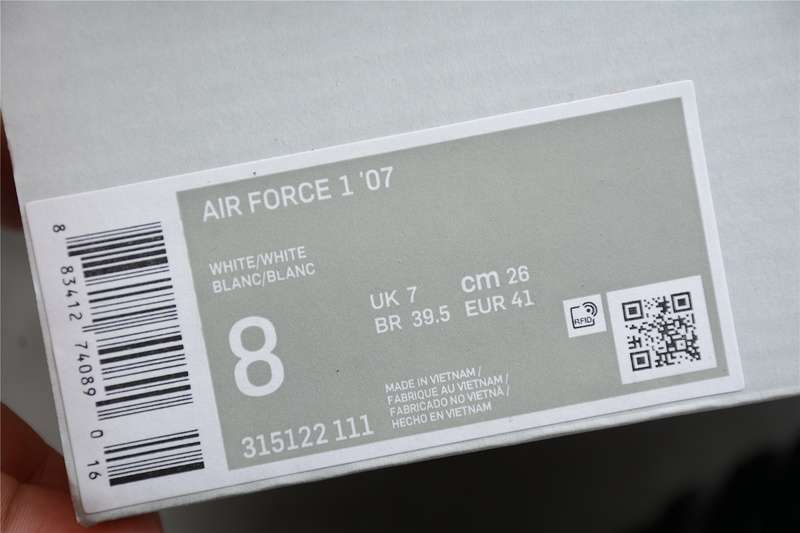 AIR FORCE 1 '07
WHITE/WHITE
BLANC/BLANC
8
UK 7 cm 26
BR 39.5 EUR 41
RFID
MADE IN VIETNAM /
FABRIQUE AU VIETNAM /
FABRICADO NO VIETNÃ /
HECHO EN VIETNAM
315122 111
8 83412 74089 0 16